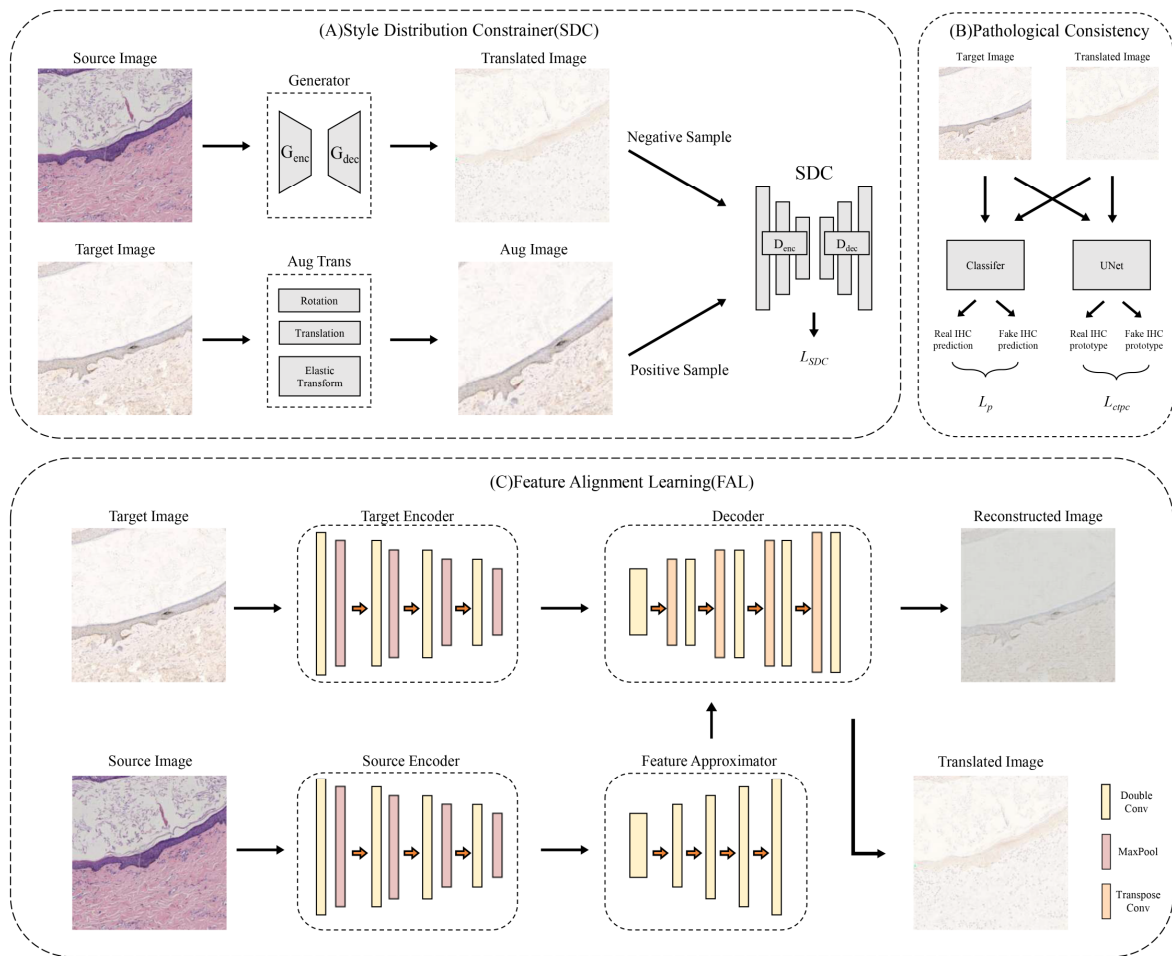 (A)Style Distribution Constrainer(SDC)
Source Image
Generator
Translated Image
G_enc
G_dec
Negative Sample
SDC
D_enc
D_dec
L_SDC
Target Image
Aug Trans
Aug Image
Rotation
Translation
Elastic
Transform
Positive Sample
(B)Pathological Consistency
Target Image
Translated Image
Classifer
UNet
Real IHC
prediction
Fake IHC
prediction
Real IHC
prototype
Fake IHC
prototype
L_p
L_ctpc
(C)Feature Alignment Learning(FAL)
Target Image
Target Encoder
Decoder
Reconstructed Image
Source Image
Source Encoder
Feature Approximator
Translated Image
Double
Conv
MaxPool
Transpose
Conv